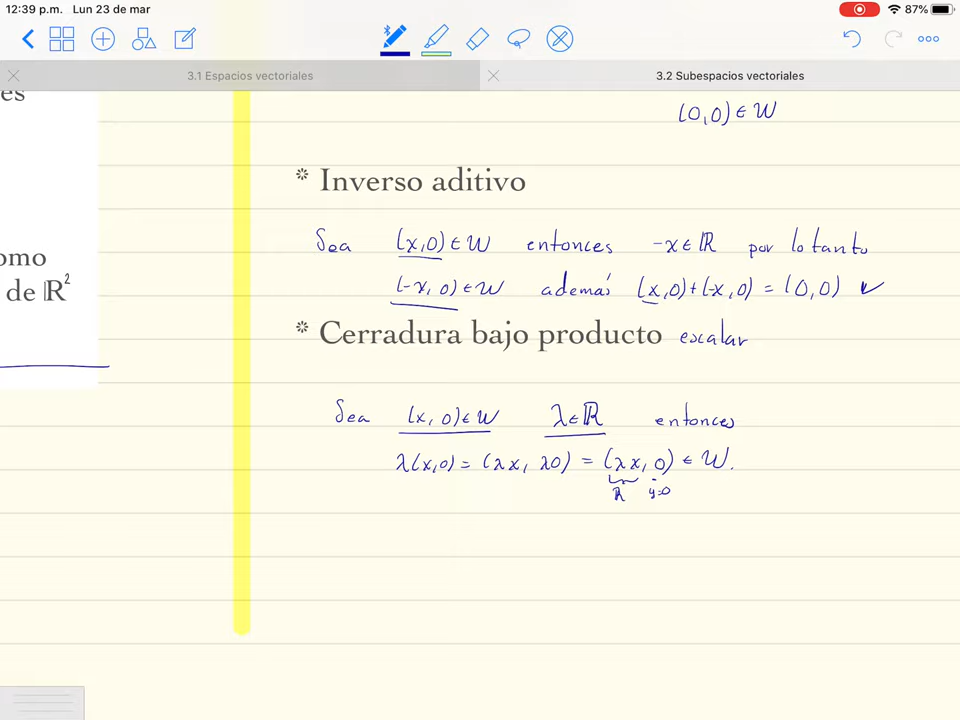 12:39 p.m. Lun 23 de mar
87%
3.1 Espacios vectoriales
3.2 Subespacios vectoriales
es
omo
de ℝ²
(0,0) ∈ W
* Inverso aditivo
Sea (x,0) ∈ W entonces -x ∈ ℝ por lo tanto
(-x, 0) ∈ W además (x,0)+(-x,0) = (0,0) ✓
* Cerradura bajo producto escalar
Sea (x, 0) ∈ W λ ∈ ℝ entonces
λ(x,0) = (λx, λ0) = (λx, 0) ∈ W.
ℝ y=0